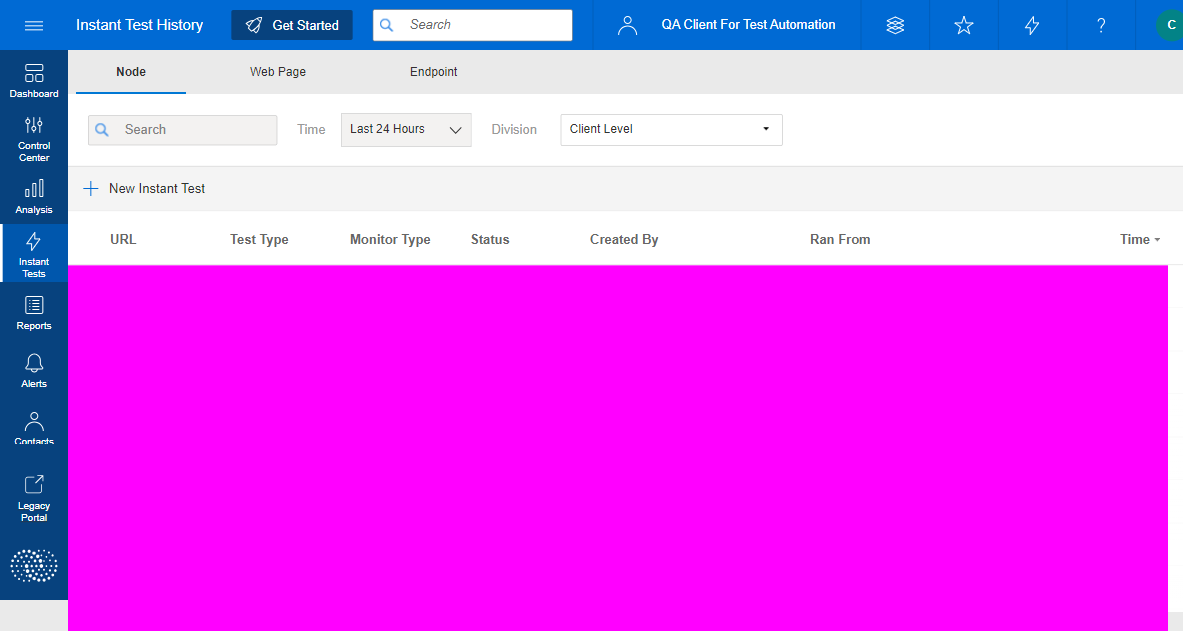 Instant Test History
Get Started
Search
QA Client For Test Automation
?
C
Dashboard
Control
Center
Analysis
Instant
Tests
Reports
Alerts
Contacts
Legacy
Portal
Node
Web Page
Endpoint
Search
Time
Last 24 Hours
Division
Client Level
New Instant Test
URL
Test Type
Monitor Type
Status
Created By
Ran From
Time